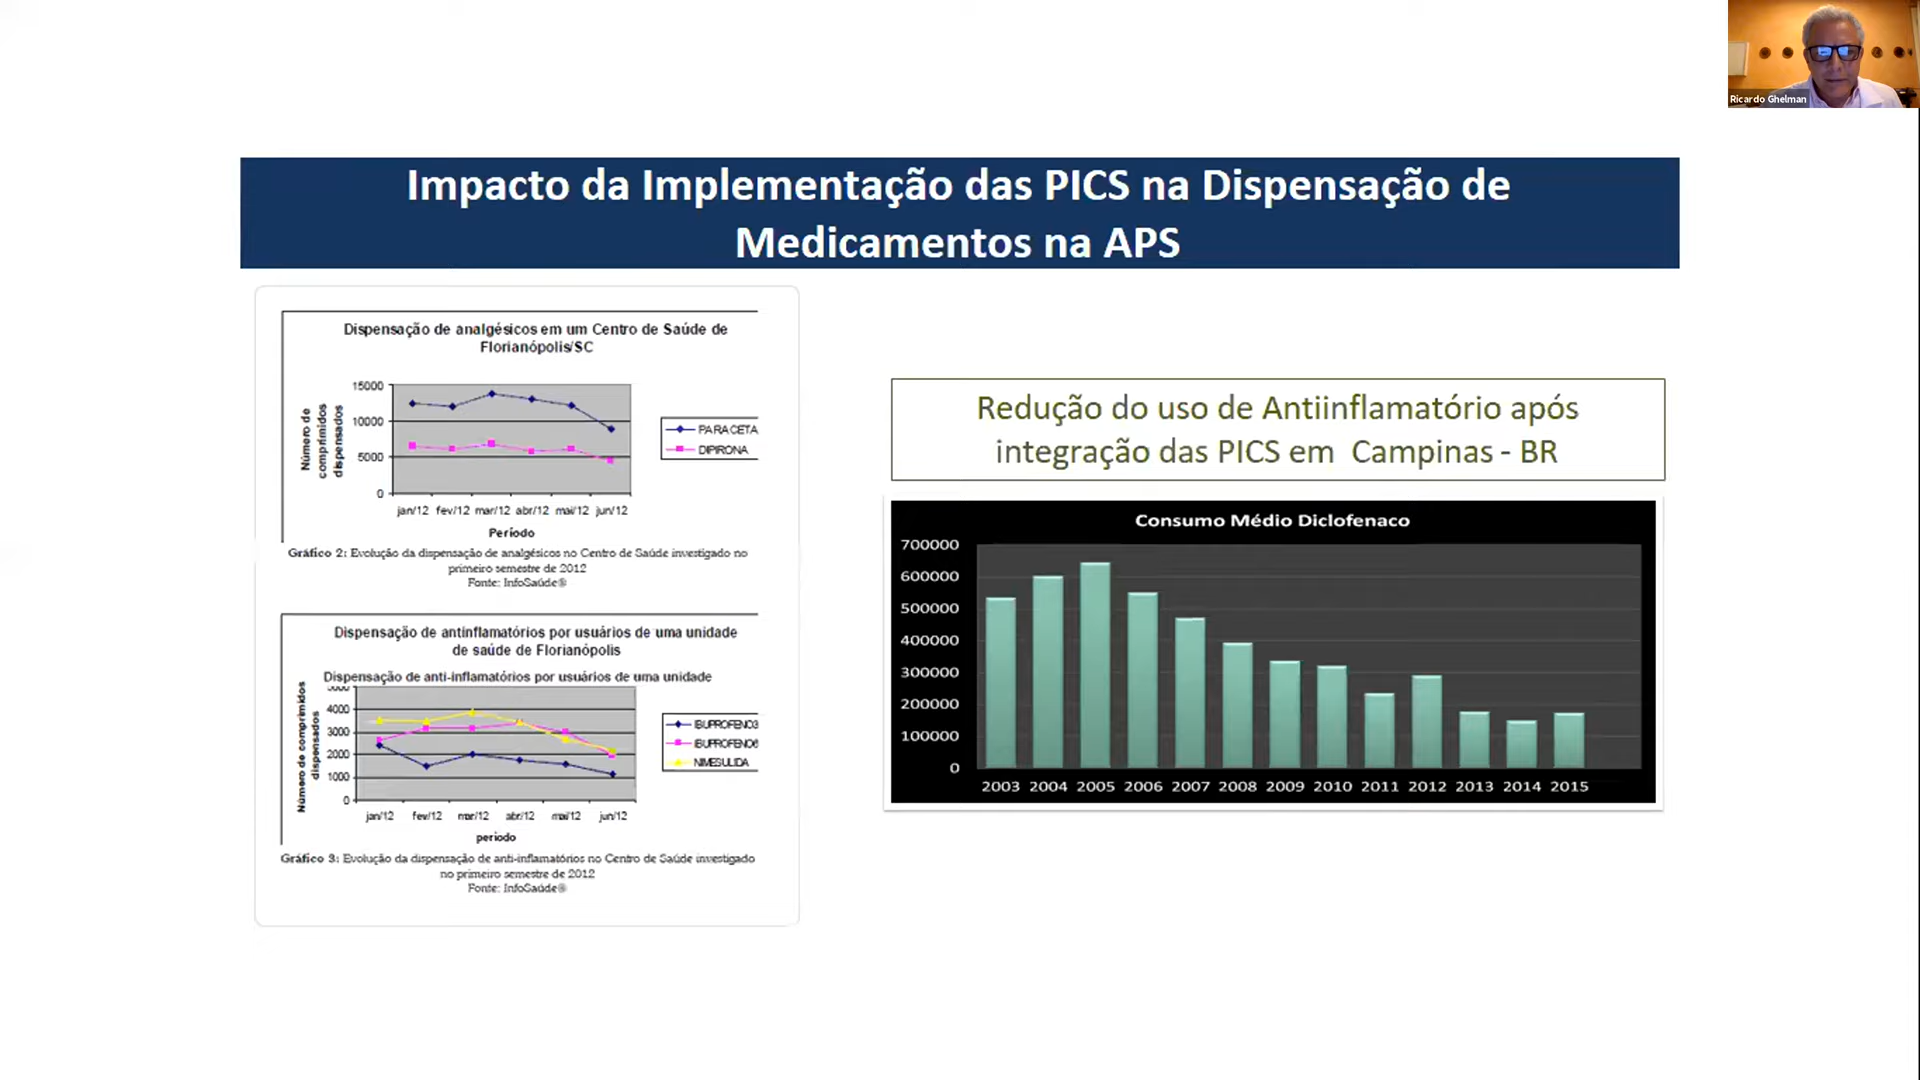 Ricardo Ghelman
Impacto da Implementação das PICS na Dispensação de
Medicamentos na APS
Dispensação de analgésicos em um Centro de Saúde de
Florianópolis/SC
Número de
comprimidos
dispensados
15000
10000
5000
0
jan/12 fev/12 mar/12 abr/12 mai/12 jun/12
Período
PARACETA
DIPIRONA
Gráfico 2: Evolução da dispensação de analgésicos no Centro de Saúde investigado no
primeiro semestre de 2012
Fonte: InfoSaúde®
Dispensação de antinflamatórios por usuários de uma unidade
de saúde de Florianópolis
Dispensação de anti-inflamatórios por usuários de uma unidade
Número de comprimidos
dispensados
5000
4000
3000
2000
1000
0
jan/12 fev/12 mar/12 abr/12 mai/12 jun/12
periodo
IBUPROFENO3
IBUPROFENO6
NIMESULIDA
Gráfico 3: Evolução da dispensação de anti-inflamatórios no Centro de Saúde investigado
no primeiro semestre de 2012
Fonte: InfoSaúde®
Redução do uso de Antiinflamatório após
integração das PICS em Campinas - BR
Consumo Médio Diclofenaco
700000
600000
500000
400000
300000
200000
100000
0
2003 2004 2005 2006 2007 2008 2009 2010 2011 2012 2013 2014 2015